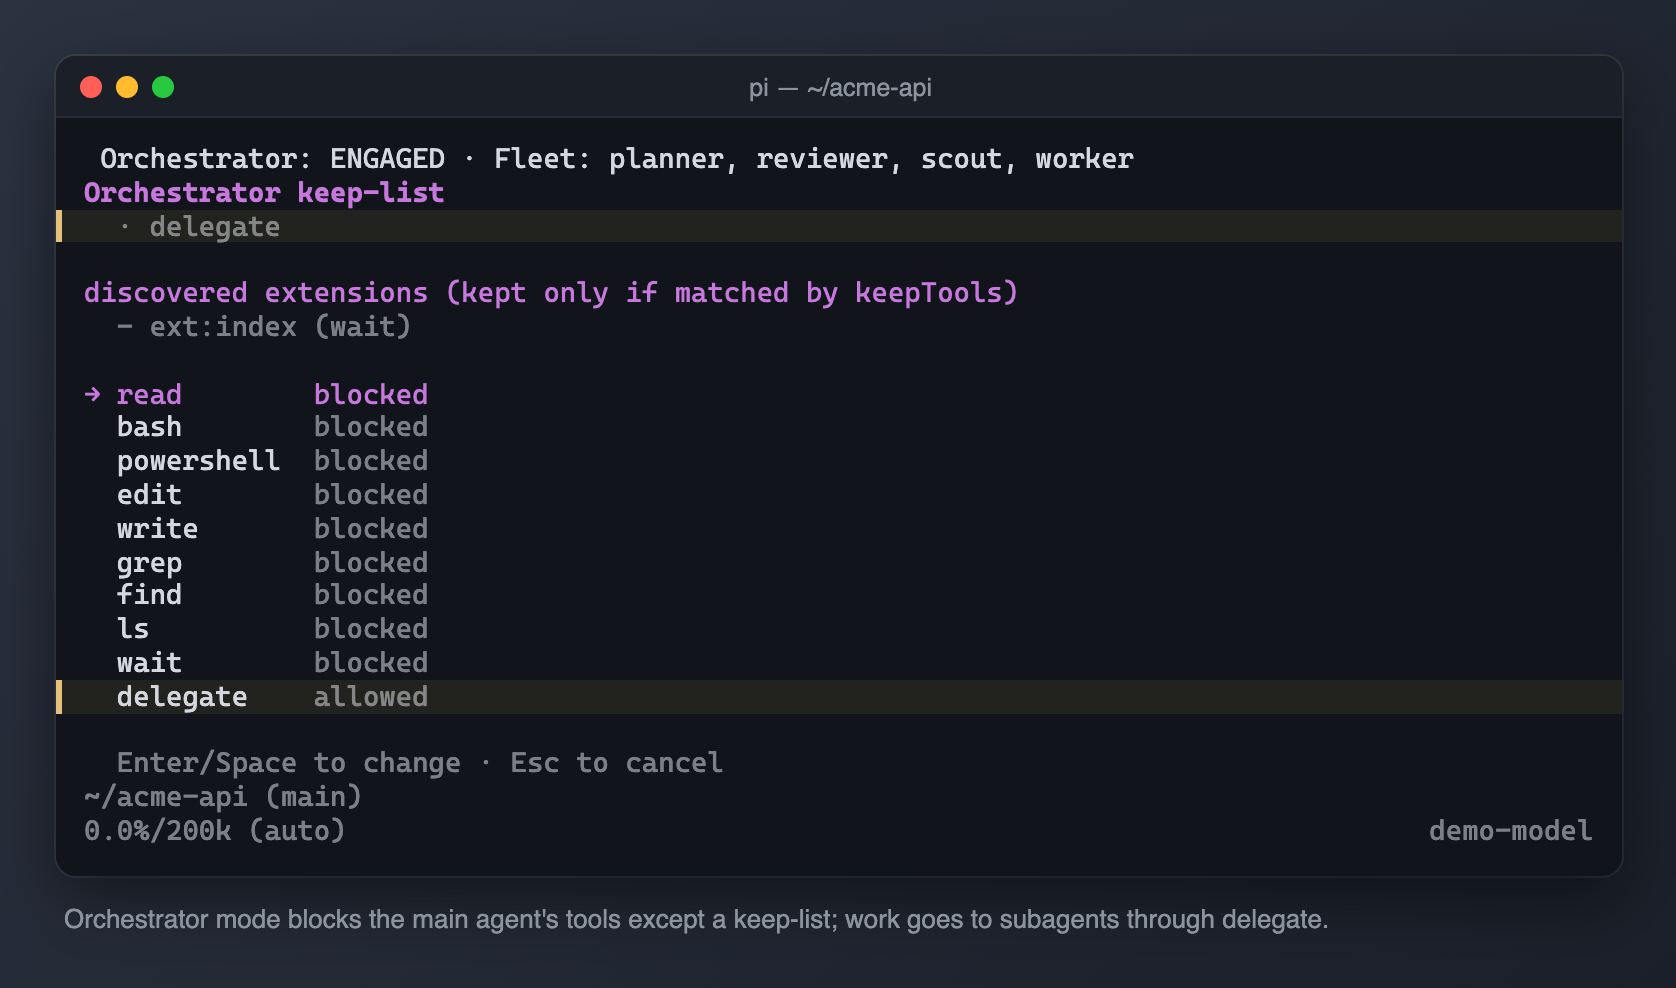 pi — ~/acme-api
Orchestrator: ENGAGED · Fleet: planner, reviewer, scout, worker
Orchestrator keep-list
· delegate
discovered extensions (kept only if matched by keepTools)
– ext:index (wait)
→ read blocked
bash blocked
powershell blocked
edit blocked
write blocked
grep blocked
find blocked
ls blocked
wait blocked
delegate allowed
Enter/Space to change · Esc to cancel
~/acme-api (main)
0.0%/200k (auto) demo-model
Orchestrator mode blocks the main agent's tools except a keep-list; work goes to subagents through delegate.